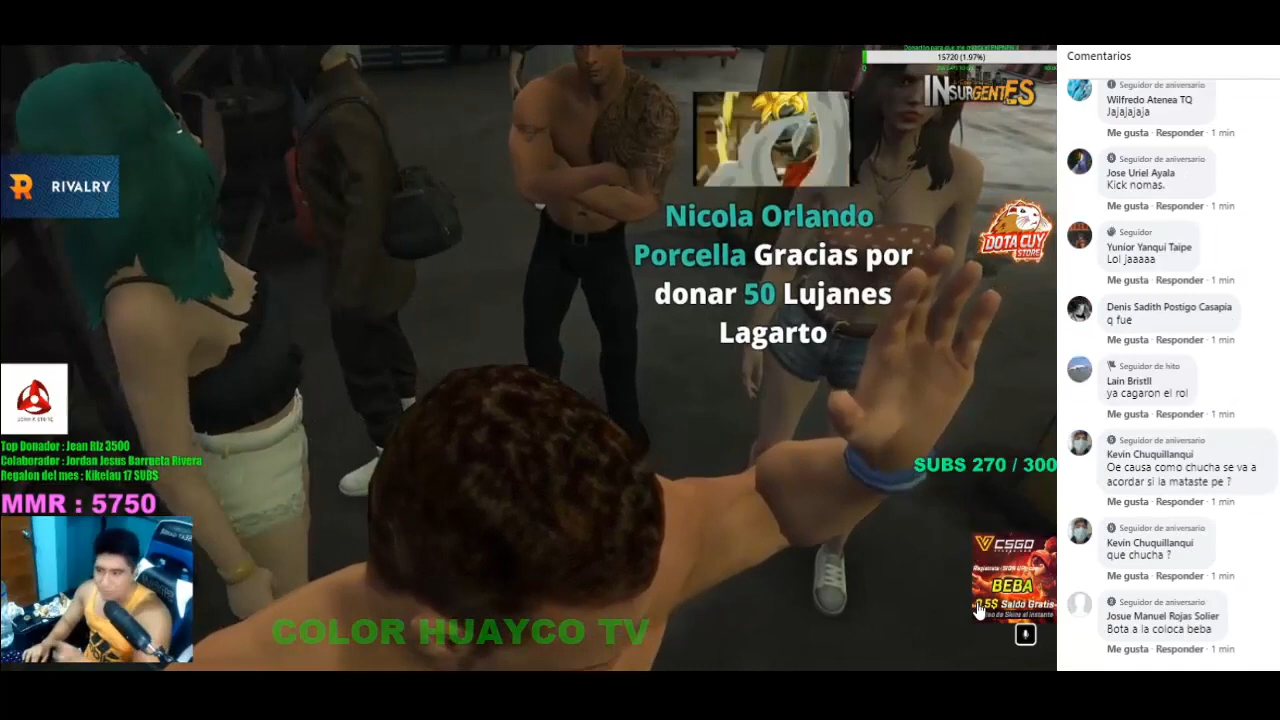 15720 (1.97%)
INSURGENTES
RIVALRY
Nicola Orlando
Porcella Gracias por
donar 50 Lujanes
Lagarto
DOTA CUY
STORE
Top Donador : Jean Rlz 3500
Colaborador : Jordan Jesus Barrueta Rivera
Regalon del mes : Kikelau 17 SUBS
MMR : 5750
SUBS 270 / 300
CSGO
BEBA
0.5$ Saldo Gratis
COLOR HUAYCO TV
Comentarios
Seguidor de aniversario
Wilfredo Atenea TQ
Jajajajaja
Me gusta · Responder · 1 min
Seguidor de aniversario
Jose Uriel Ayala
Kick nomas.
Me gusta · Responder · 1 min
Seguidor
Yunior Yanqui Taipe
Lol jaaaaa
Me gusta · Responder · 1 min
Denis Sadith Postigo Casapía
q fue
Me gusta · Responder · 1 min
Seguidor de hito
Lain Bristll
ya cagaron el rol
Me gusta · Responder · 1 min
Seguidor de aniversario
Kevin Chuquillanqui
Oe causa como chucha se va a
acordar si la mataste pe ?
Me gusta · Responder · 1 min
Seguidor de aniversario
Kevin Chuquillanqui
que chucha ?
Me gusta · Responder · 1 min
Seguidor de aniversario
Josue Manuel Rojas Solier
Bota a la coloca beba
Me gusta · Responder · 1 min